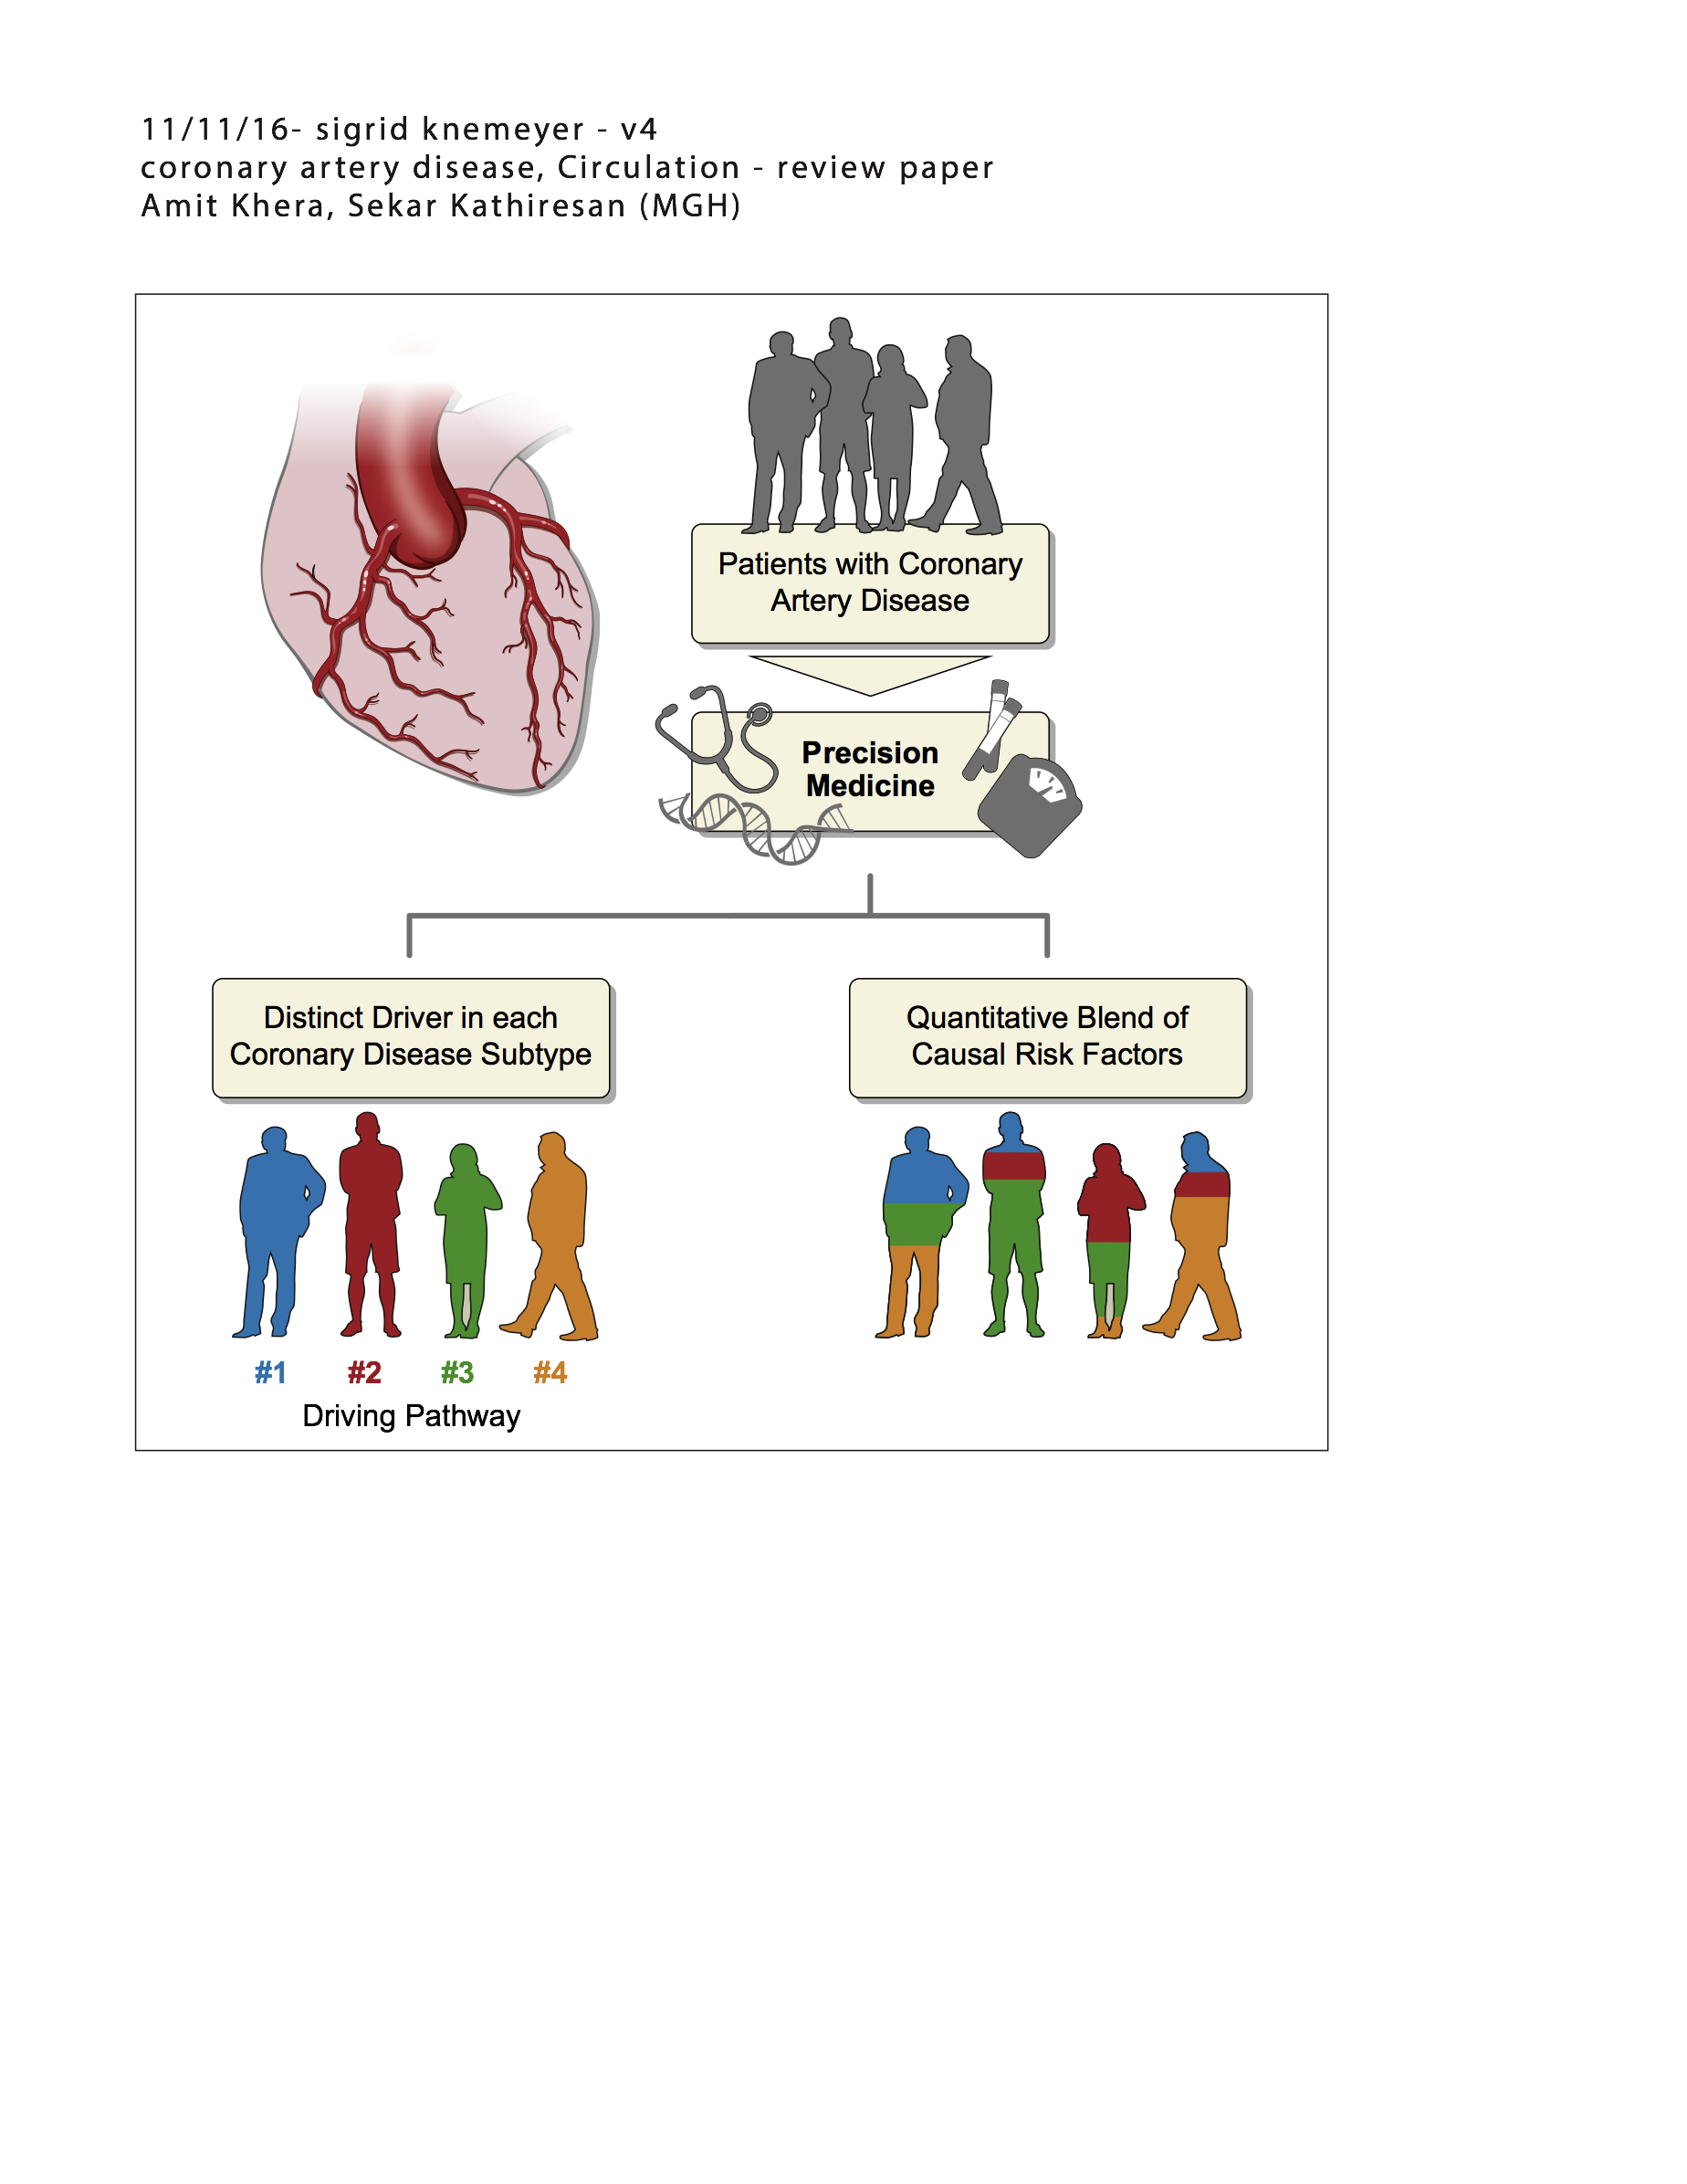 11/11/16- sigrid knemeyer - v4
coronary artery disease, Circulation - review paper
Amit Khera, Sekar Kathiresan (MGH)
Patients with Coronary
Artery Disease
Precision
Medicine
Distinct Driver in each
Coronary Disease Subtype
Quantitative Blend of
Causal Risk Factors
#1 #2 #3 #4
Driving Pathway